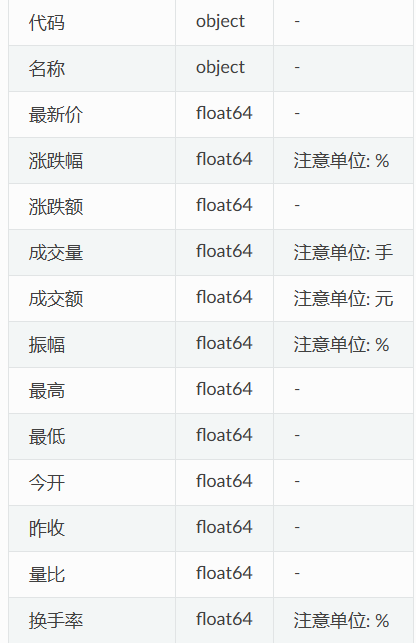 代码 object -
名称 object -
最新价 float64 -
涨跌幅 float64 注意单位: %
涨跌额 float64 -
成交量 float64 注意单位: 手
成交额 float64 注意单位: 元
振幅 float64 注意单位: %
最高 float64 -
最低 float64 -
今开 float64 -
昨收 float64 -
量比 float64 -
换手率 float64 注意单位: %